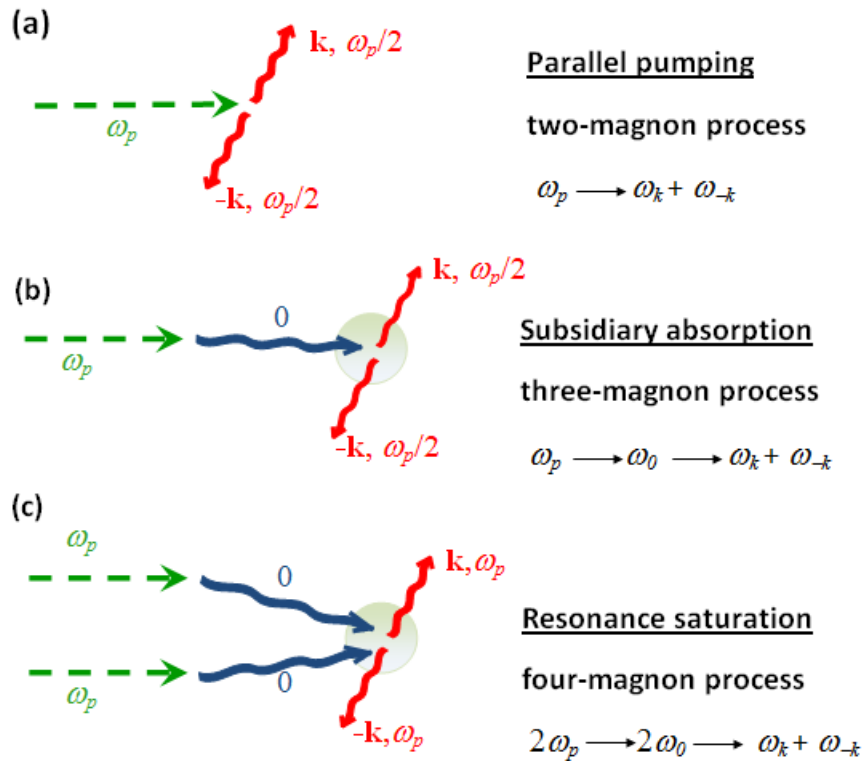 (a)
k, ωp/2
ωp
-k, ωp/2
Parallel pumping
two-magnon process
ωp → ωk + ω−k
(b)
k, ωp/2
0
ωp
-k, ωp/2
Subsidiary absorption
three-magnon process
ωp → ω0 → ωk + ω−k
(c)
ωp
0
k, ωp
ωp
0
-k, ωp
Resonance saturation
four-magnon process
2ωp → 2ω0 → ωk + ω−k